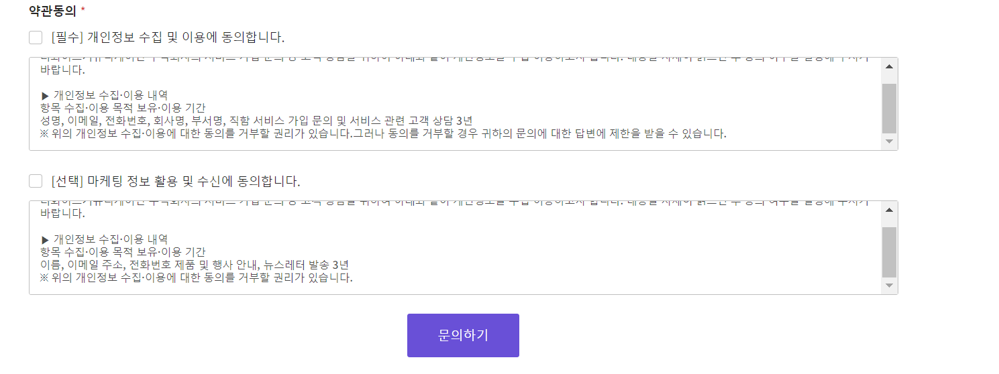 약관동의 *
[필수] 개인정보 수집 및 이용에 동의합니다.
바랍니다.
▶ 개인정보 수집·이용 내역
항목 수집·이용 목적 보유·이용 기간
성명, 이메일, 전화번호, 회사명, 부서명, 직함 서비스 가입 문의 및 서비스 관련 고객 상담 3년
※ 위의 개인정보 수집·이용에 대한 동의를 거부할 권리가 있습니다.그러나 동의를 거부할 경우 귀하의 문의에 대한 답변에 제한을 받을 수 있습니다.
[선택] 마케팅 정보 활용 및 수신에 동의합니다.
바랍니다.
▶ 개인정보 수집·이용 내역
항목 수집·이용 목적 보유·이용 기간
이름, 이메일 주소, 전화번호 제품 및 행사 안내, 뉴스레터 발송 3년
※ 위의 개인정보 수집·이용에 대한 동의를 거부할 권리가 있습니다.
문의하기